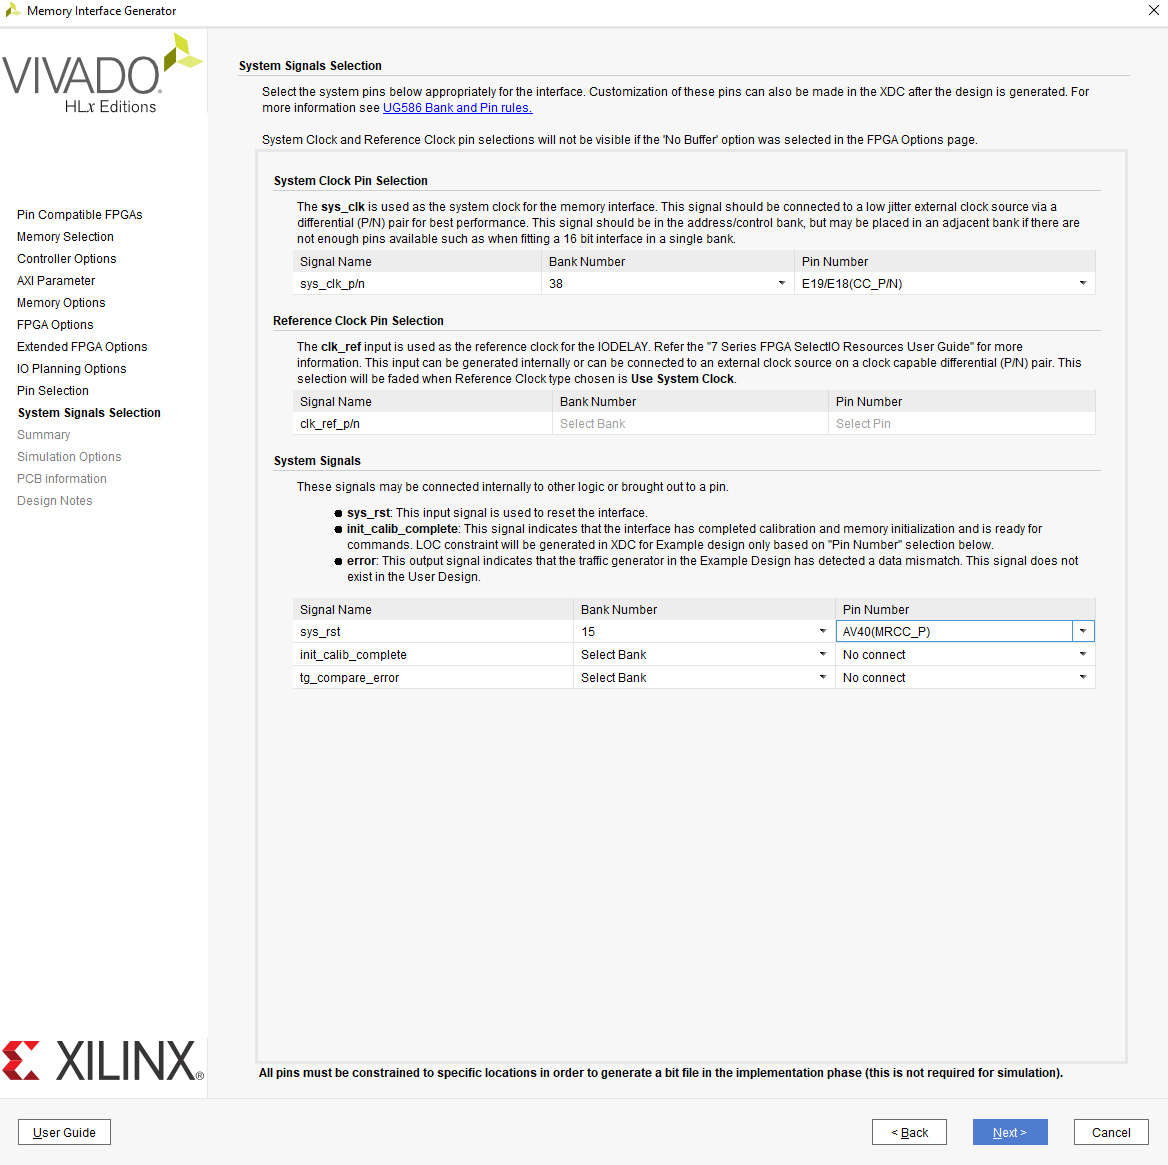 Memory Interface Generator
VIVADO.
HLx Editions
Pin Compatible FPGAs
Memory Selection
Controller Options
AXI Parameter
Memory Options
FPGA Options
Extended FPGA Options
IO Planning Options
Pin Selection
System Signals Selection
Summary
Simulation Options
PCB information
Design Notes
XILINX®
System Signals Selection
Select the system pins below appropriately for the interface. Customization of these pins can also be made in the XDC after the design is generated. For
more information see UG586 Bank and Pin rules.
System Clock and Reference Clock pin selections will not be visible if the 'No Buffer' option was selected in the FPGA Options page.
System Clock Pin Selection
The sys_clk is used as the system clock for the memory interface. This signal should be connected to a low jitter external clock source via a
differential (P/N) pair for best performance. This signal should be in the address/control bank, but may be placed in an adjacent bank if there are
not enough pins available such as when fitting a 16 bit interface in a single bank.
Signal Name Bank Number Pin Number
sys_clk_p/n 38 E19/E18(CC_P/N)
Reference Clock Pin Selection
The clk_ref input is used as the reference clock for the IODELAY. Refer the "7 Series FPGA SelectIO Resources User Guide" for more
information. This input can be generated internally or can be connected to an external clock source on a clock capable differential (P/N) pair. This
selection will be faded when Reference Clock type chosen is Use System Clock.
Signal Name Bank Number Pin Number
clk_ref_p/n Select Bank Select Pin
System Signals
These signals may be connected internally to other logic or brought out to a pin.
● sys_rst: This input signal is used to reset the interface.
● init_calib_complete: This signal indicates that the interface has completed calibration and memory initialization and is ready for
commands. LOC constraint will be generated in XDC for Example design only based on "Pin Number" selection below.
● error: This output signal indicates that the traffic generator in the Example Design has detected a data mismatch. This signal does not
exist in the User Design.
Signal Name Bank Number Pin Number
sys_rst 15 AV40(MRCC_P)
init_calib_complete Select Bank No connect
tg_compare_error Select Bank No connect
All pins must be constrained to specific locations in order to generate a bit file in the implementation phase (this is not required for simulation).
User Guide < Back Next > Cancel